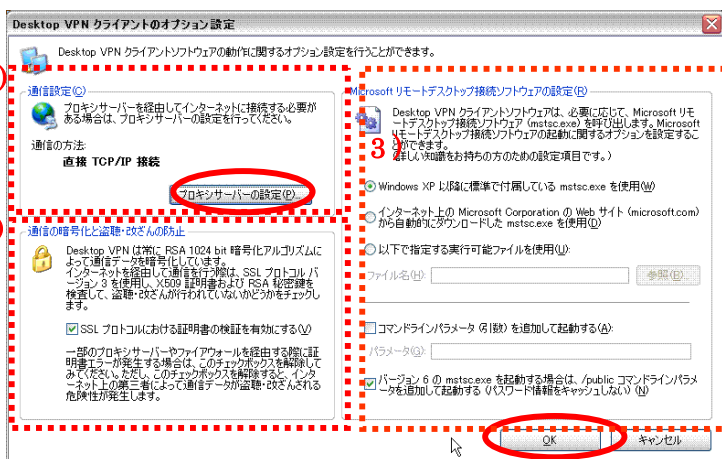 Desktop VPN クライアントのオプション設定
Desktop VPN クライアントソフトウェアの動作に関するオプション設定を行うことができます。
通信設定(C)
プロキシサーバーを経由してインターネットに接続する必要が
ある場合は、プロキシサーバーの設定を行ってください。
通信の方法:
直接 TCP/IP 接続
プロキシサーバーの設定(P)...
通信の暗号化と盗聴・改ざんの防止
Desktop VPN は常に RSA 1024 bit 暗号化アルゴリズムに
よって通信データを暗号化しています。
インターネットを経由して通信を行う際は、SSL プロトコル バ
ージョン 3 を使用し、X509 証明書および RSA 秘密鍵を
検査して、盗聴・改ざんが行われていないかどうかをチェックし
ます。
SSL プロトコルにおける証明書の検証を有効にする(V)
一部のプロキシサーバーやファイアウォールを経由する際に証
明書エラーが発生する場合は、このチェックボックスを解除して
みてください。ただし、このチェックボックスを解除すると、インタ
ーネット上の第三者によって通信データが盗聴・改ざんされる
危険性が発生します。
Microsoft リモートデスクトップ接続ソフトウェアの設定(R)
Desktop VPN クライアントソフトウェアは、必要に応じて、Microsoft リモ
ートデスクトップ接続ソフトウェア (mstsc.exe) を呼び出します。Microsoft
リモートデスクトップ接続ソフトウェアの起動に関するオプションを設定するこ
とができます。
(詳しい知識をお持ちの方のための設定項目です。)
3)
Windows XP 以降に標準で付属している mstsc.exe を使用(W)
インターネット上の Microsoft Corporation の Web サイト (microsoft.com)
から自動的にダウンロードした mstsc.exe を使用(D)
以下で指定する実行可能ファイルを使用(U):
ファイル名(H):
参照(B)...
コマンドラインパラメータ (引数) を追加して起動する(A):
パラメータ(G):
バージョン 6 の mstsc.exe を起動する場合は、/public コマンドラインパラメ
ータを追加して起動する (パスワード情報をキャッシュしない) (N)
OK
キャンセル